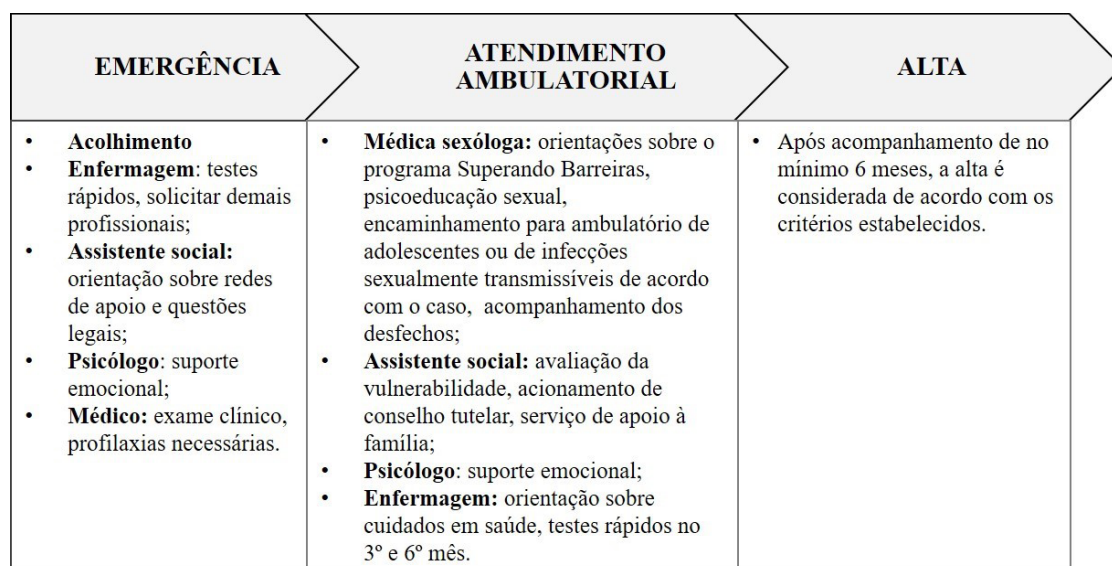 EMERGÊNCIA
ATENDIMENTO
AMBULATORIAL
ALTA
• Acolhimento
• Enfermagem: testes
rápidos, solicitar demais
profissionais;
• Assistente social:
orientação sobre redes
de apoio e questões
legais;
• Psicólogo: suporte
emocional;
• Médico: exame clínico,
profilaxias necessárias.
• Médica sexóloga: orientações sobre o
programa Superando Barreiras,
psicoeducação sexual,
encaminhamento para ambulatório de
adolescentes ou de infecções
sexualmente transmissíveis de acordo
com o caso, acompanhamento dos
desfechos;
• Assistente social: avaliação da
vulnerabilidade, acionamento de
conselho tutelar, serviço de apoio à
família;
• Psicólogo: suporte emocional;
• Enfermagem: orientação sobre
cuidados em saúde, testes rápidos no
3º e 6º mês.
• Após acompanhamento de no
mínimo 6 meses, a alta é
considerada de acordo com os
critérios estabelecidos.